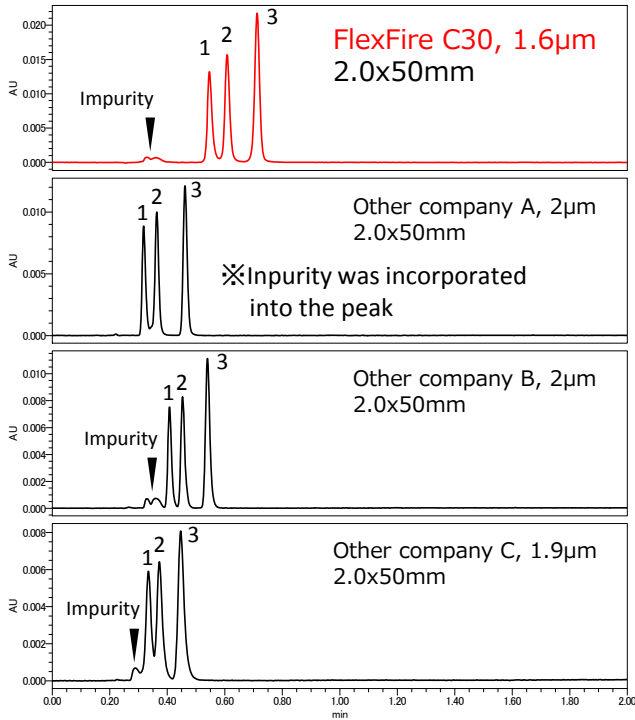 FlexFire C30, 1.6μm
2.0x50mm
Impurity
1 2 3
AU
0.020
0.015
0.010
0.005
0.000
Other company A, 2μm
2.0x50mm
※Inpurity was incorporated
into the peak
1 2 3
AU
0.010
0.005
0.000
Other company B, 2μm
2.0x50mm
Impurity
1 2 3
AU
0.010
0.008
0.006
0.004
0.002
0.000
Other company C, 1.9μm
2.0x50mm
Impurity
1 2 3
AU
0.008
0.006
0.004
0.002
0.000
0.00 0.20 0.40 0.60 0.80 1.00 1.20 1.40 1.60 1.80 2.00
min